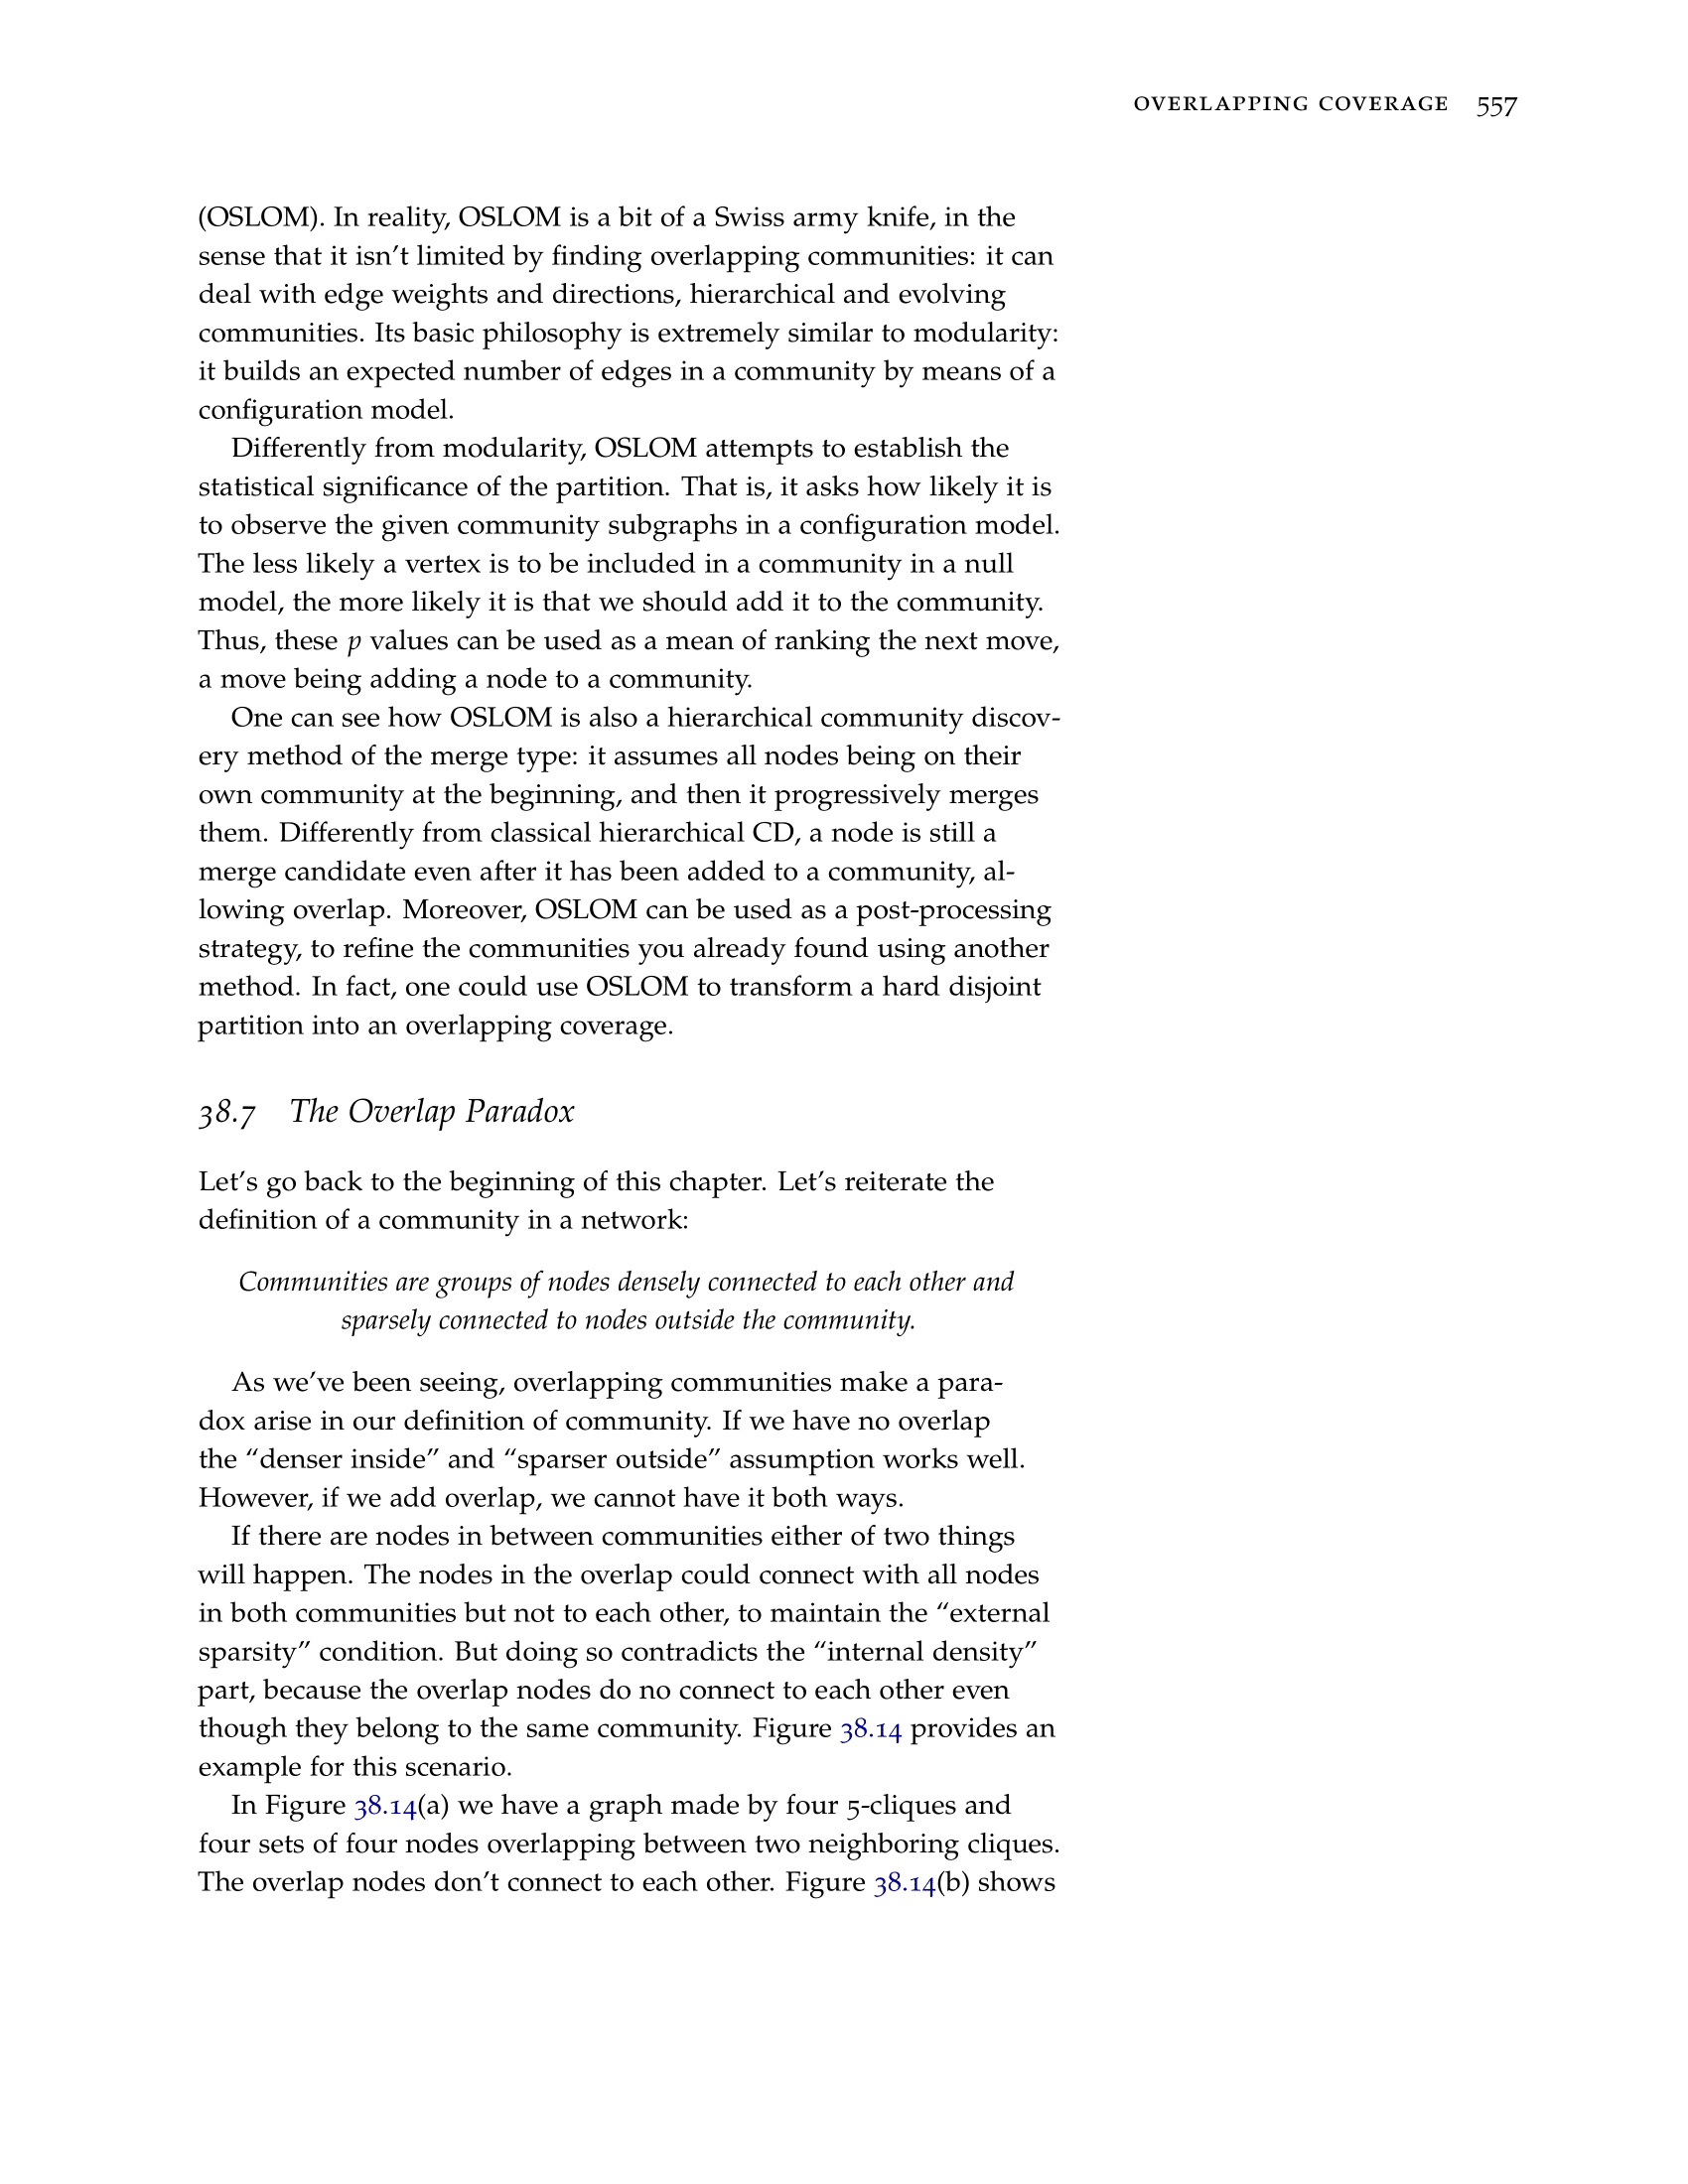 OVERLAPPING COVERAGE 557
(OSLOM). In reality, OSLOM is a bit of a Swiss army knife, in the
sense that it isn’t limited by finding overlapping communities: it can
deal with edge weights and directions, hierarchical and evolving
communities. Its basic philosophy is extremely similar to modularity:
it builds an expected number of edges in a community by means of a
configuration model.
Differently from modularity, OSLOM attempts to establish the
statistical significance of the partition. That is, it asks how likely it is
to observe the given community subgraphs in a configuration model.
The less likely a vertex is to be included in a community in a null
model, the more likely it is that we should add it to the community.
Thus, these p values can be used as a mean of ranking the next move,
a move being adding a node to a community.
One can see how OSLOM is also a hierarchical community discov-
ery method of the merge type: it assumes all nodes being on their
own community at the beginning, and then it progressively merges
them. Differently from classical hierarchical CD, a node is still a
merge candidate even after it has been added to a community, al-
lowing overlap. Moreover, OSLOM can be used as a post-processing
strategy, to refine the communities you already found using another
method. In fact, one could use OSLOM to transform a hard disjoint
partition into an overlapping coverage.
38.7 The Overlap Paradox
Let’s go back to the beginning of this chapter. Let’s reiterate the
definition of a community in a network:
Communities are groups of nodes densely connected to each other and
sparsely connected to nodes outside the community.
As we’ve been seeing, overlapping communities make a para-
dox arise in our definition of community. If we have no overlap
the “denser inside” and “sparser outside” assumption works well.
However, if we add overlap, we cannot have it both ways.
If there are nodes in between communities either of two things
will happen. The nodes in the overlap could connect with all nodes
in both communities but not to each other, to maintain the “external
sparsity” condition. But doing so contradicts the “internal density”
part, because the overlap nodes do no connect to each other even
though they belong to the same community. Figure 38.14 provides an
example for this scenario.
In Figure 38.14(a) we have a graph made by four 5-cliques and
four sets of four nodes overlapping between two neighboring cliques.
The overlap nodes don’t connect to each other. Figure 38.14(b) shows